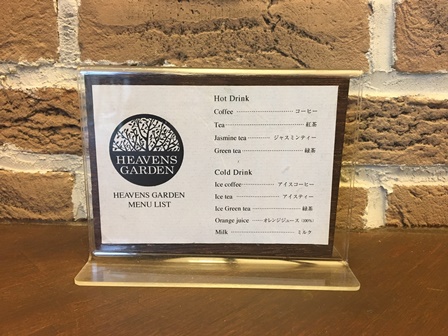 HEAVENS
GARDEN
HEAVENS GARDEN
MENU LIST
Hot Drink
Coffee ------------------------ コーヒー
Tea ------------------------ 紅茶
Jasmine tea ---------- ジャスミンティー
Green tea ---------------------- 緑茶
Cold Drink
Ice coffee -------------- アイスコーヒー
Ice tea -------------------- アイスティー
Ice Green tea ---------------------- 緑茶
Orange juice ---- オレンジジュース (100%)
Milk ---------------------------- ミルク